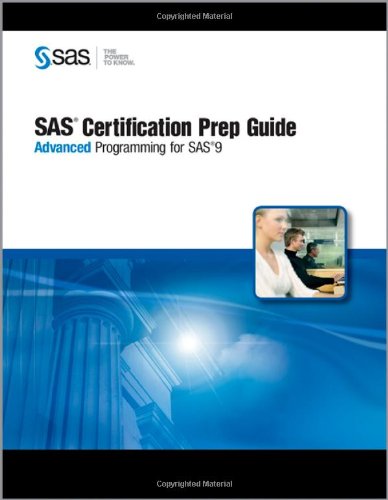 Copyrighted Material
sas® THE POWER TO KNOW.
SAS® Certification Prep Guide
Advanced Programming for SAS®9
Copyrighted Material